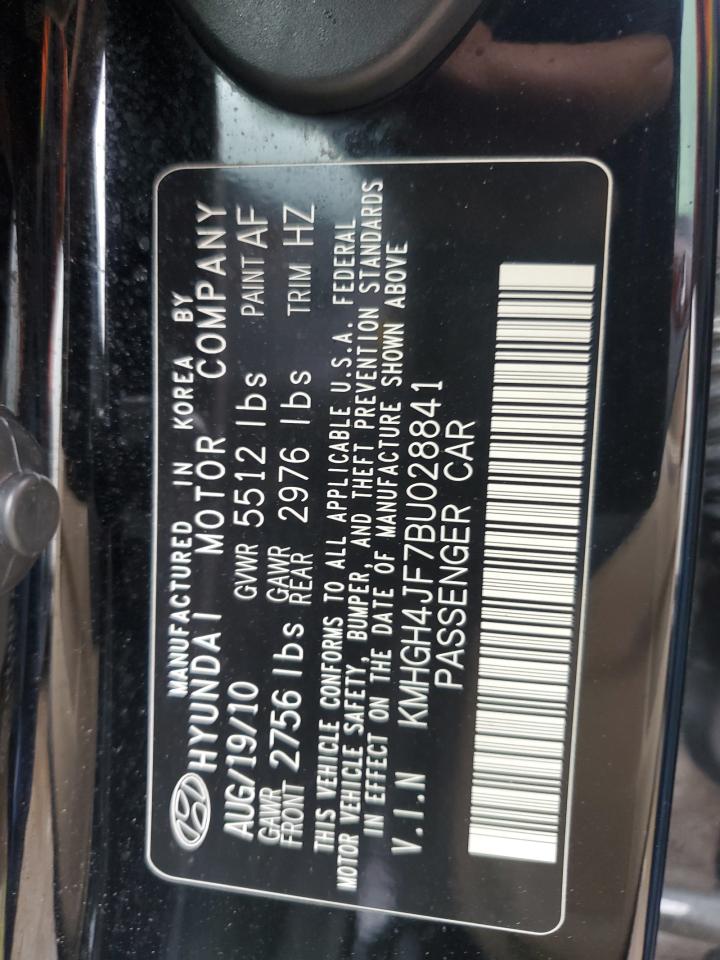 MANUFACTURED IN KOREA BY
HYUNDAI MOTOR COMPANY
AUG/19/10 GVWR 5512 lbs PAINT AF
GAWR FRONT 2756 lbs GAWR REAR 2976 lbs TRIM HZ
THIS VEHICLE CONFORMS TO ALL APPLICABLE U.S.A. FEDERAL
MOTOR VEHICLE SAFETY, BUMPER, AND THEFT PREVENTION STANDARDS
IN EFFECT ON THE DATE OF MANUFACTURE SHOWN ABOVE
V.I.N KMHGH4JF7BU028841
PASSENGER CAR